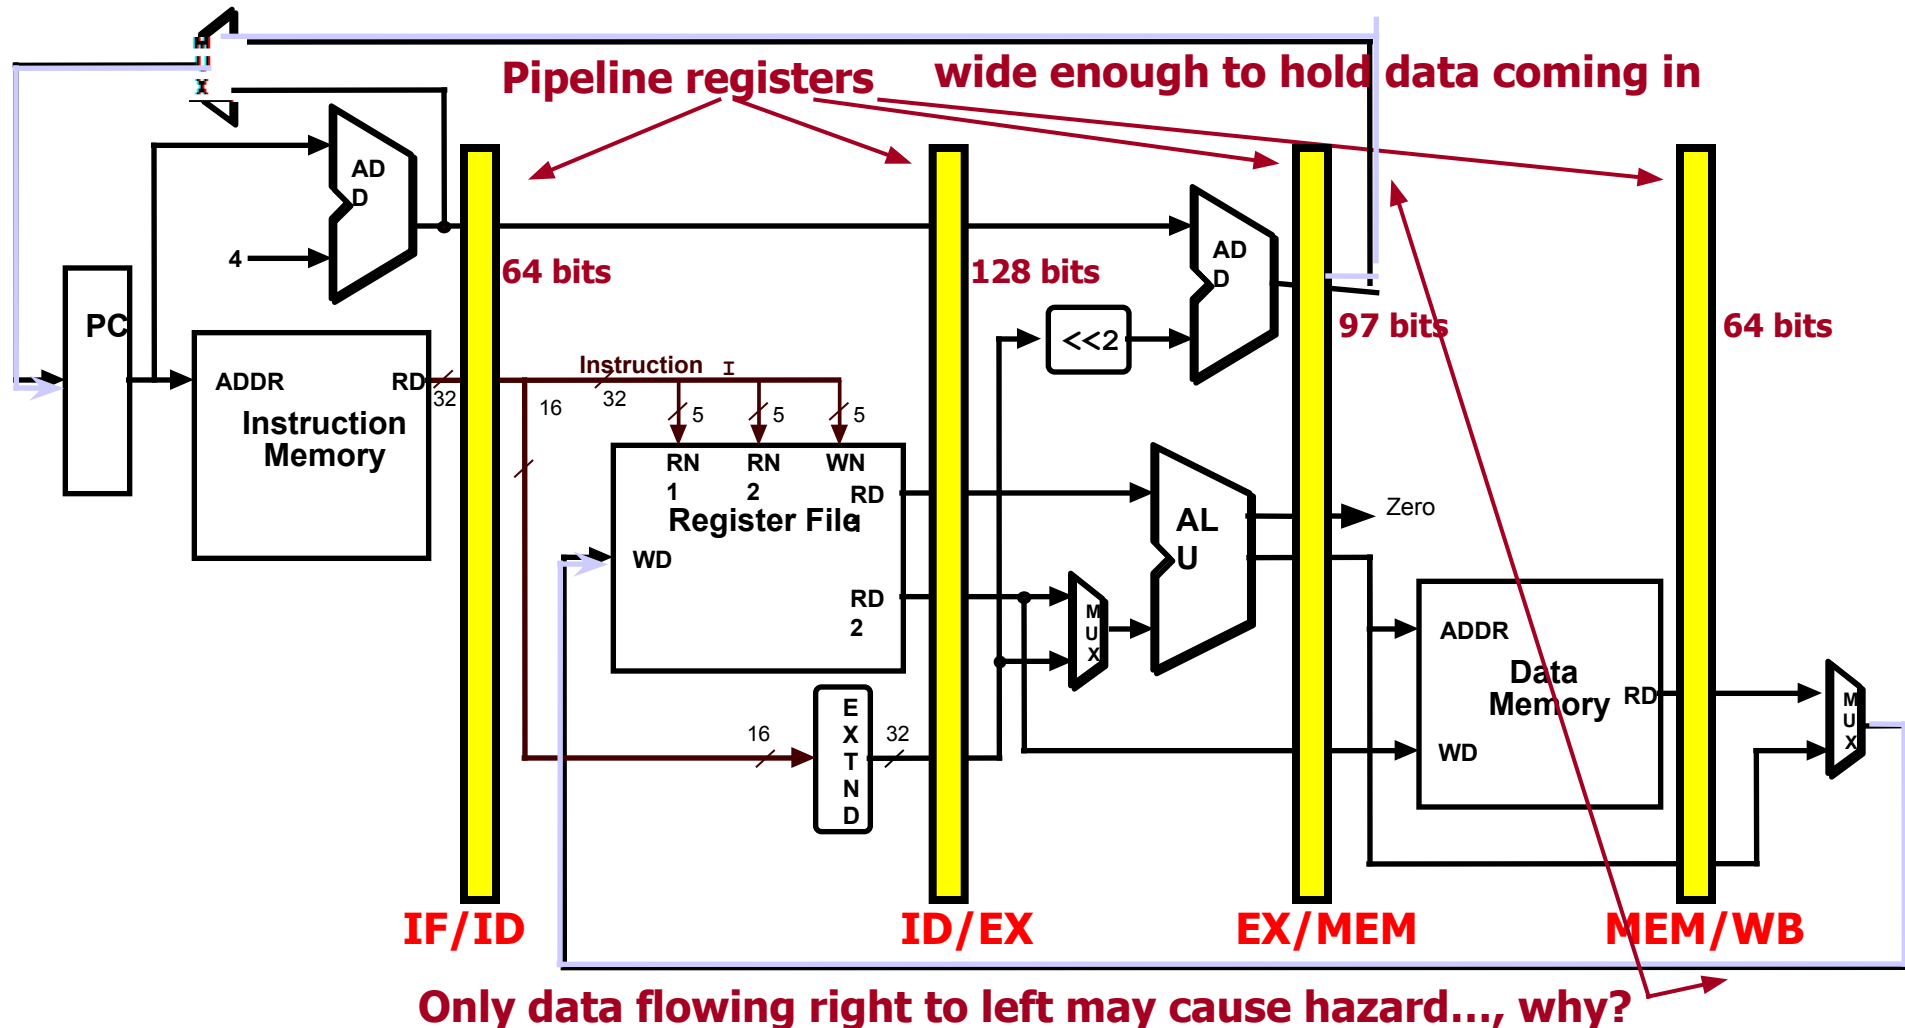 M
U
X
Pipeline registers wide enough to hold data coming in
AD
D
4
64 bits
128 bits
AD
D
97 bits
64 bits
PC
<<2
ADDR
RD
Instruction
Memory
32
16
Instruction I
32
5
5
5
RN
1
RN
2
WN
RD
1
Register File
WD
RD
2
AL
U
Zero
M
U
X
ADDR
Data
Memory
RD
WD
M
U
X
16
E
X
T
N
D
32
IF/ID
ID/EX
EX/MEM
MEM/WB
Only data flowing right to left may cause hazard..., why?